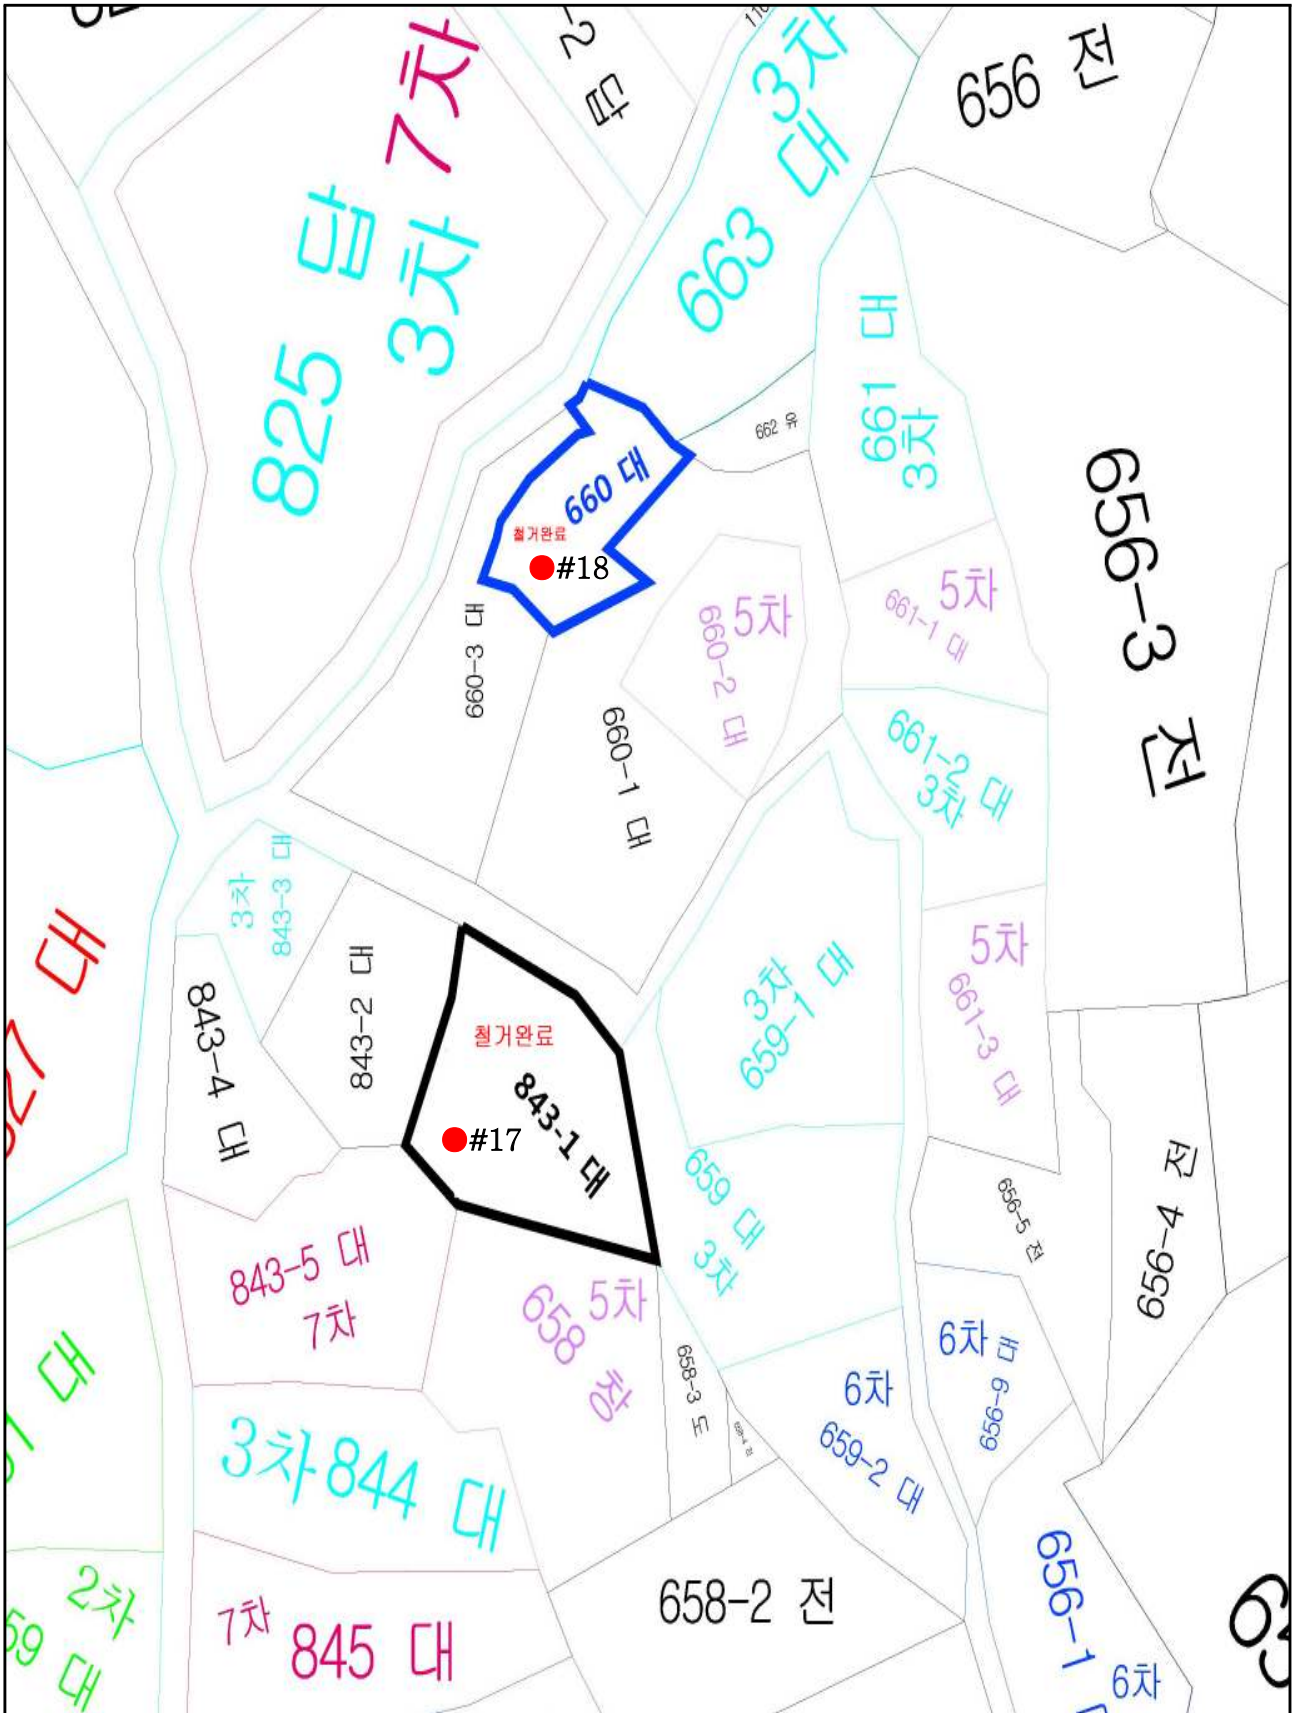 656 전
3차
663 대
7차
825 답
3차
662 유
661 대
3차
660 대
철거완료
#18
656-3 전
5차
661-1 대
5차
660-2 대
660-3 대
660-1 대
661-2 대
3차
3차
843-3 대
대
843-2 대
843-4 대
철거완료
843-1 대
#17
3차
659-1 대
5차
661-3 대
659 대
3차
656-5 전
656-4 전
843-5 대
7차
5차
658 창
658-3 도
6차
659-2 대
6차
656-9 대
대
3차 844 대
2차
59 대
7차
845 대
658-2 전
656-1
6차